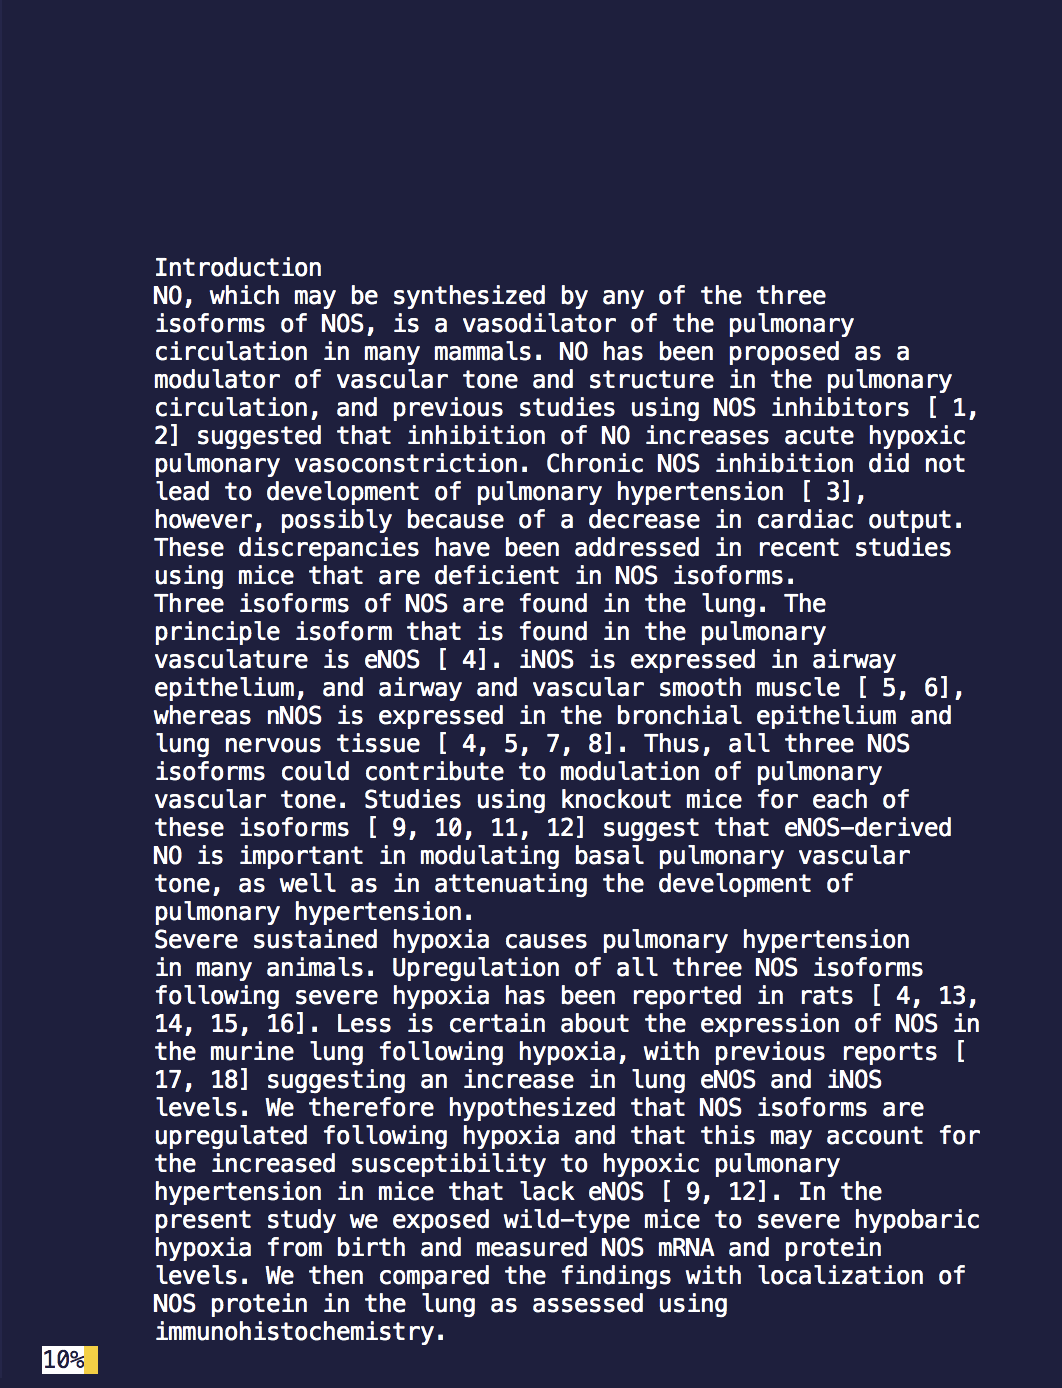 Introduction
NO, which may be synthesized by any of the three
isoforms of NOS, is a vasodilator of the pulmonary
circulation in many mammals. NO has been proposed as a
modulator of vascular tone and structure in the pulmonary
circulation, and previous studies using NOS inhibitors [ 1,
2] suggested that inhibition of NO increases acute hypoxic
pulmonary vasoconstriction. Chronic NOS inhibition did not
lead to development of pulmonary hypertension [ 3],
however, possibly because of a decrease in cardiac output.
These discrepancies have been addressed in recent studies
using mice that are deficient in NOS isoforms.
Three isoforms of NOS are found in the lung. The
principle isoform that is found in the pulmonary
vasculature is eNOS [ 4]. iNOS is expressed in airway
epithelium, and airway and vascular smooth muscle [ 5, 6],
whereas nNOS is expressed in the bronchial epithelium and
lung nervous tissue [ 4, 5, 7, 8]. Thus, all three NOS
isoforms could contribute to modulation of pulmonary
vascular tone. Studies using knockout mice for each of
these isoforms [ 9, 10, 11, 12] suggest that eNOS-derived
NO is important in modulating basal pulmonary vascular
tone, as well as in attenuating the development of
pulmonary hypertension.
Severe sustained hypoxia causes pulmonary hypertension
in many animals. Upregulation of all three NOS isoforms
following severe hypoxia has been reported in rats [ 4, 13,
14, 15, 16]. Less is certain about the expression of NOS in
the murine lung following hypoxia, with previous reports [
17, 18] suggesting an increase in lung eNOS and iNOS
levels. We therefore hypothesized that NOS isoforms are
upregulated following hypoxia and that this may account for
the increased susceptibility to hypoxic pulmonary
hypertension in mice that lack eNOS [ 9, 12]. In the
present study we exposed wild-type mice to severe hypobaric
hypoxia from birth and measured NOS mRNA and protein
levels. We then compared the findings with localization of
NOS protein in the lung as assessed using
immunohistochemistry.
10%